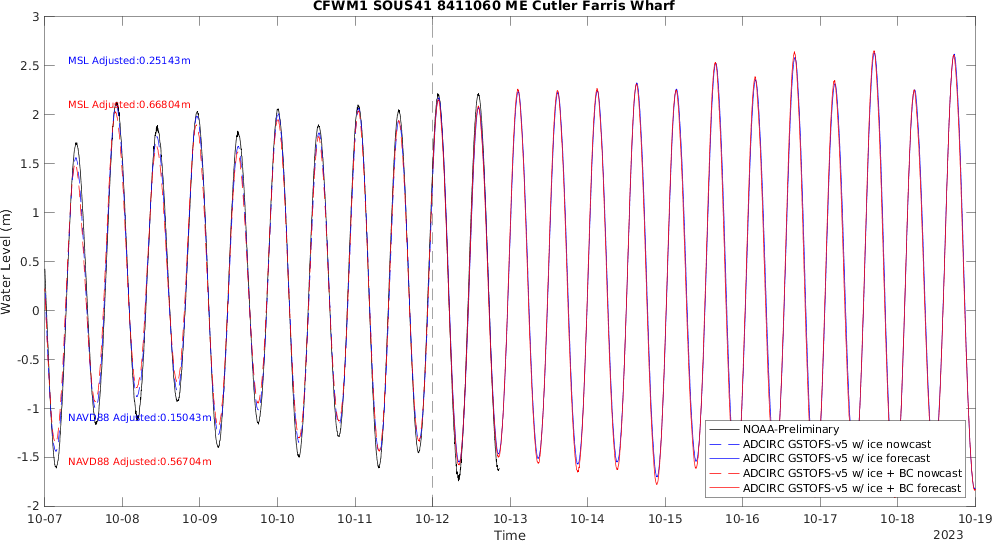 CFWM1 SOUS41 8411060 ME Cutler Farris Wharf
3
2.5
2
1.5
1
0.5
0
-0.5
-1
-1.5
-2
Water Level (m)
MSL Adjusted:0.25143m
MSL Adjusted:0.66804m
NAVD88 Adjusted:0.15043m
NAVD88 Adjusted:0.56704m
NOAA-Preliminary
ADCIRC GSTOFS-v5 w/ ice nowcast
ADCIRC GSTOFS-v5 w/ ice forecast
ADCIRC GSTOFS-v5 w/ ice + BC nowcast
ADCIRC GSTOFS-v5 w/ ice + BC forecast
10-07 10-08 10-09 10-10 10-11 10-12 10-13 10-14 10-15 10-16 10-17 10-18 10-19
Time
2023